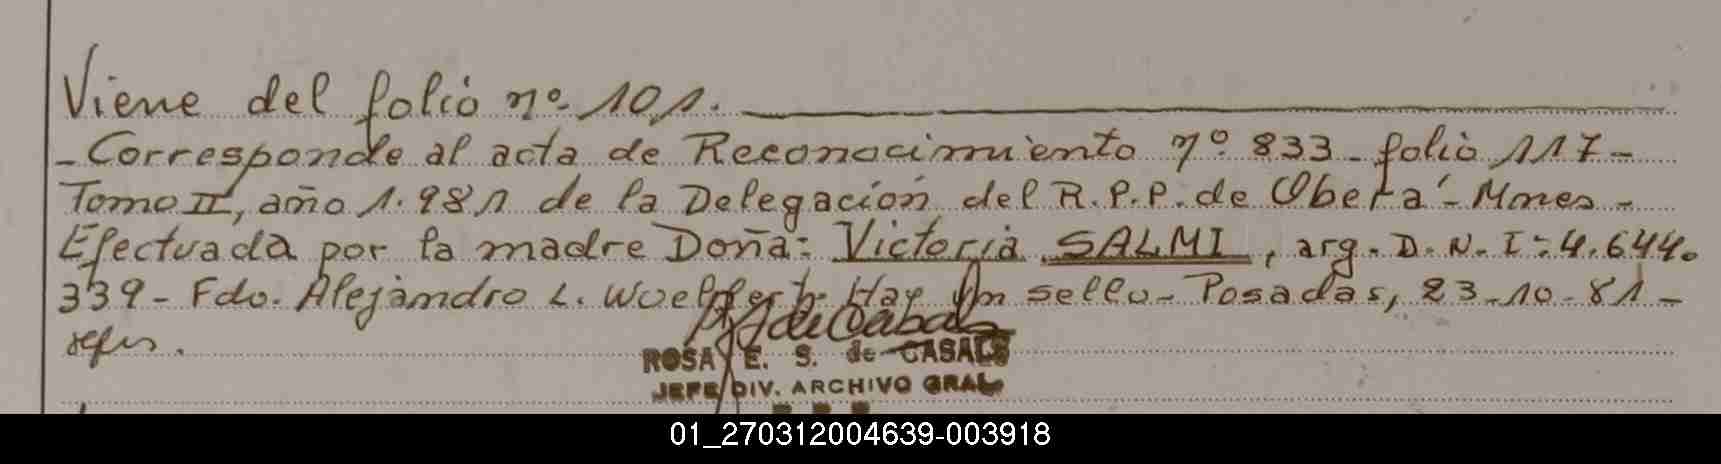 Viene del folio nº 101.
- Corresponde al acta de Reconocimiento nº 833 - folio 117 -
Tomo II, año 1.981 de la Delegación del R.P.P. de Oberá - Mnes -
Efectuada por la madre Doña: Victoria SALMI, arg. D.N.I: 4.644.
339 - Fdo. Alejandro L. Woelflert. Hay Un sello - Posadas, 23-10-81 -
ROSA E. S. de CASALS
JEFE DIV. ARCHIVO GRAL
01_270312004639-003918